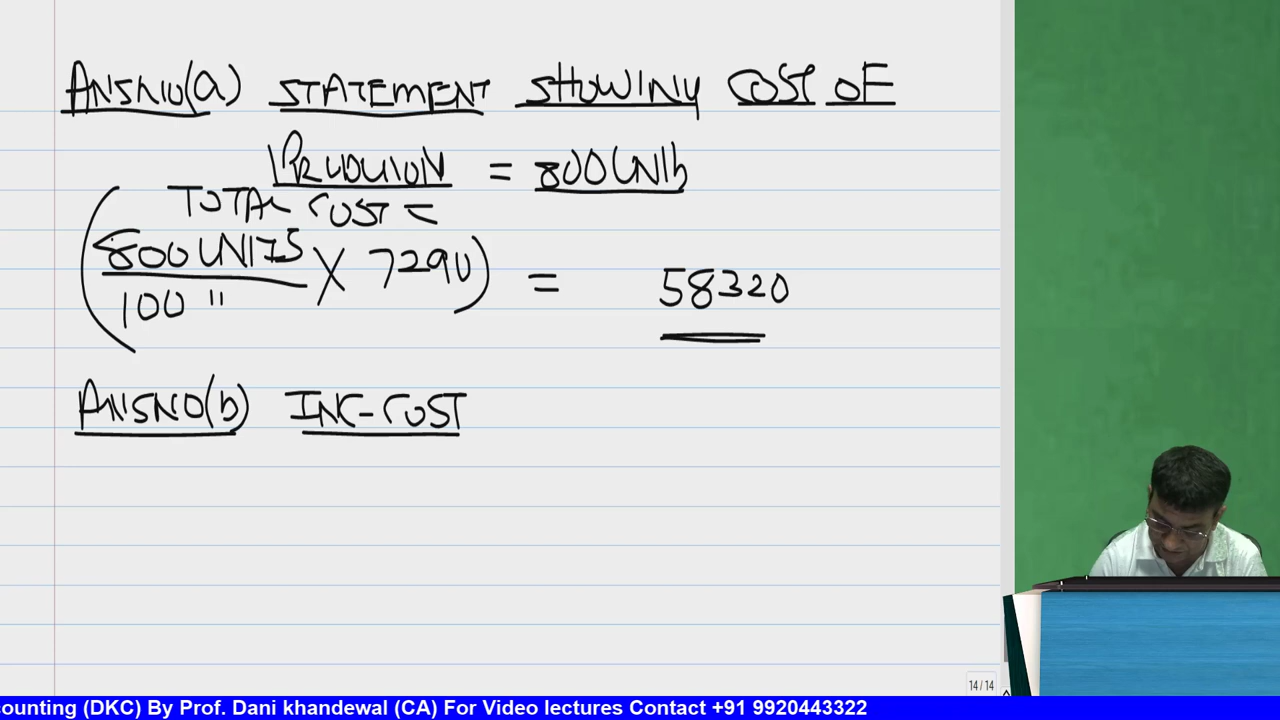 ANSNO(a) STATEMENT SHOWING COST OF
= 800 UNITS
TOTAL COST =
(800 UNITS / 100 " X 7290) = 58320
ANSNO(b) INC-COST
14 / 14
ounting (DKC) By Prof. Dani khandewal (CA) For Video lectures Contact +91 9920443322